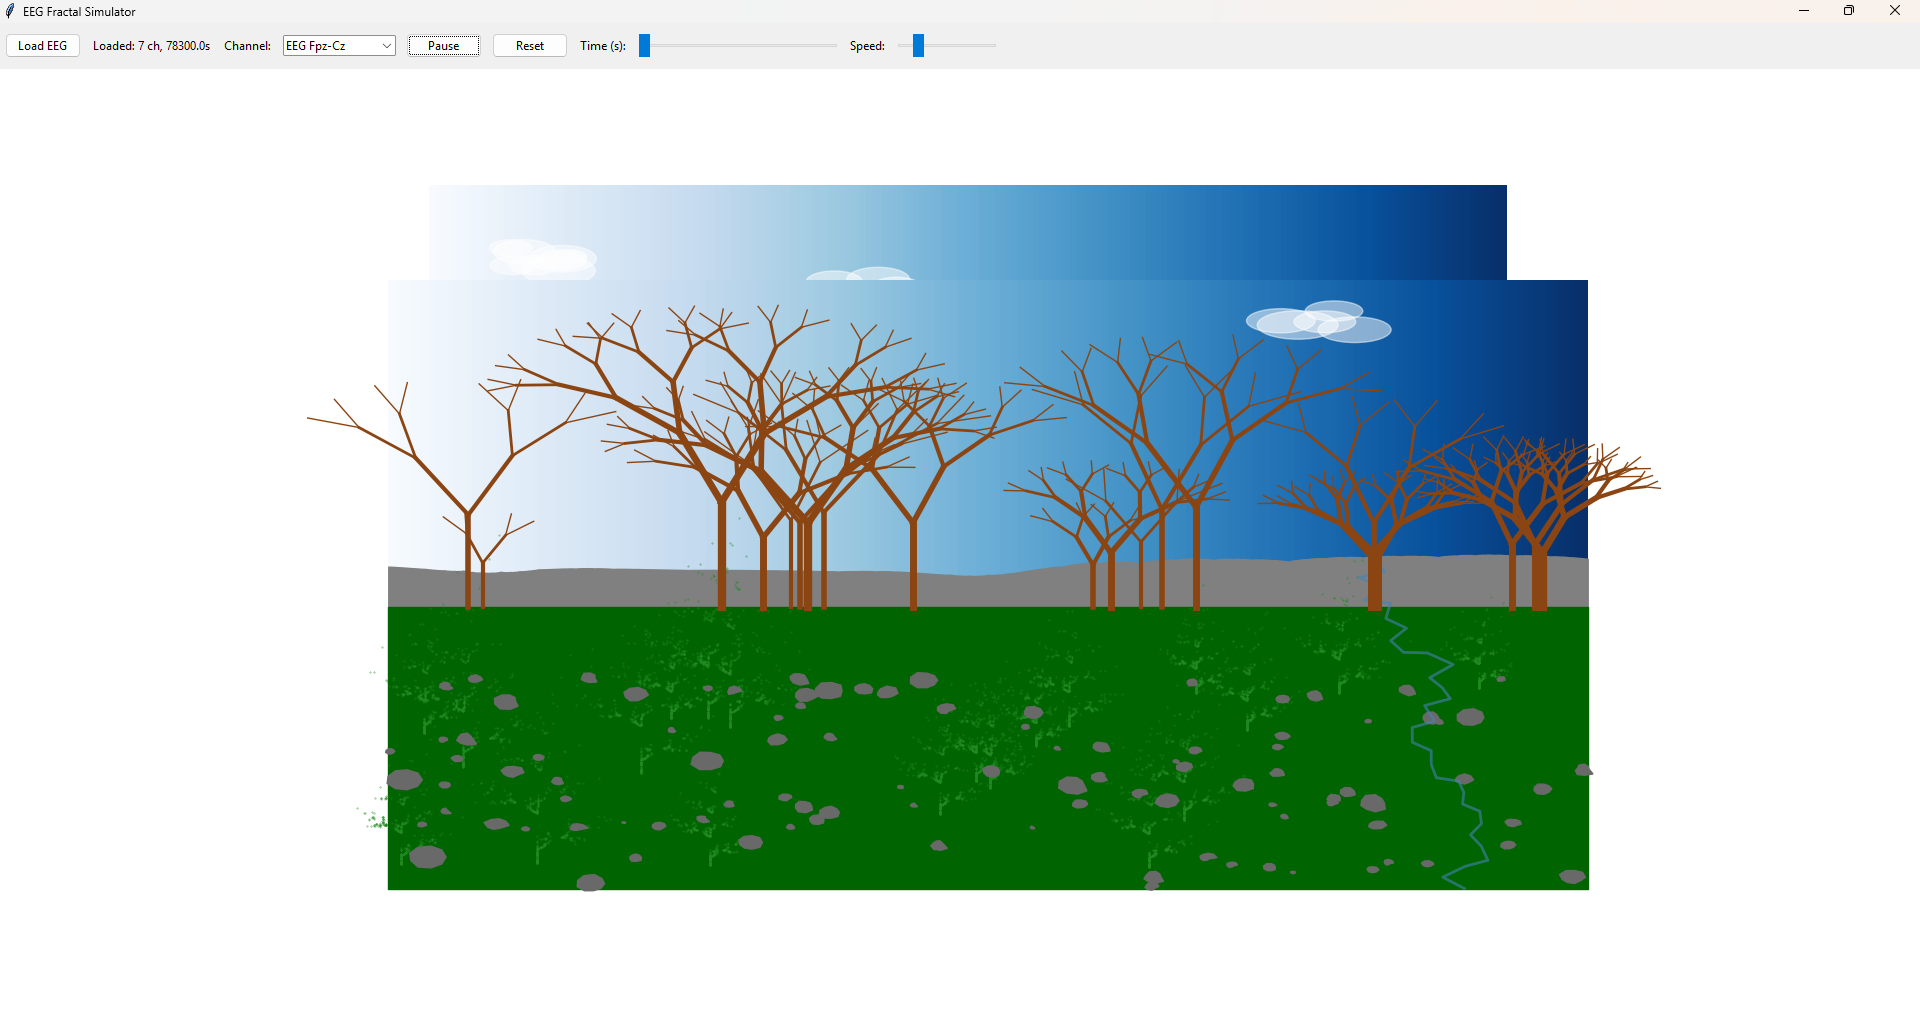 EEG Fractal Simulator
Load EEG Loaded: 7 ch, 78300.0s Channel: EEG Fpz-Cz Pause Reset Time (s): Speed: